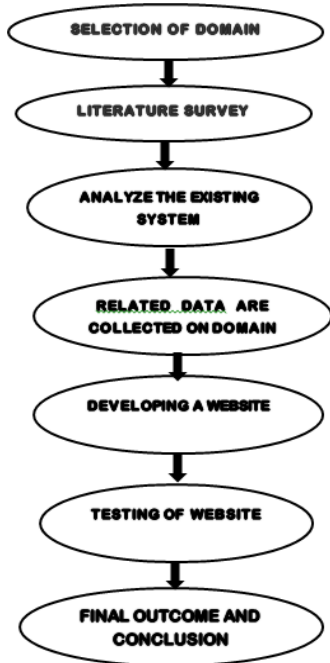 SELECTION OF DOMAIN
LITERATURE SURVEY
ANALYZE THE EXISTING
SYSTEM
RELATED DATA ARE
COLLECTED ON DOMAIN
DEVELOPING A WEBSITE
TESTING OF WEBSITE
FINAL OUTCOME AND
CONCLUSION